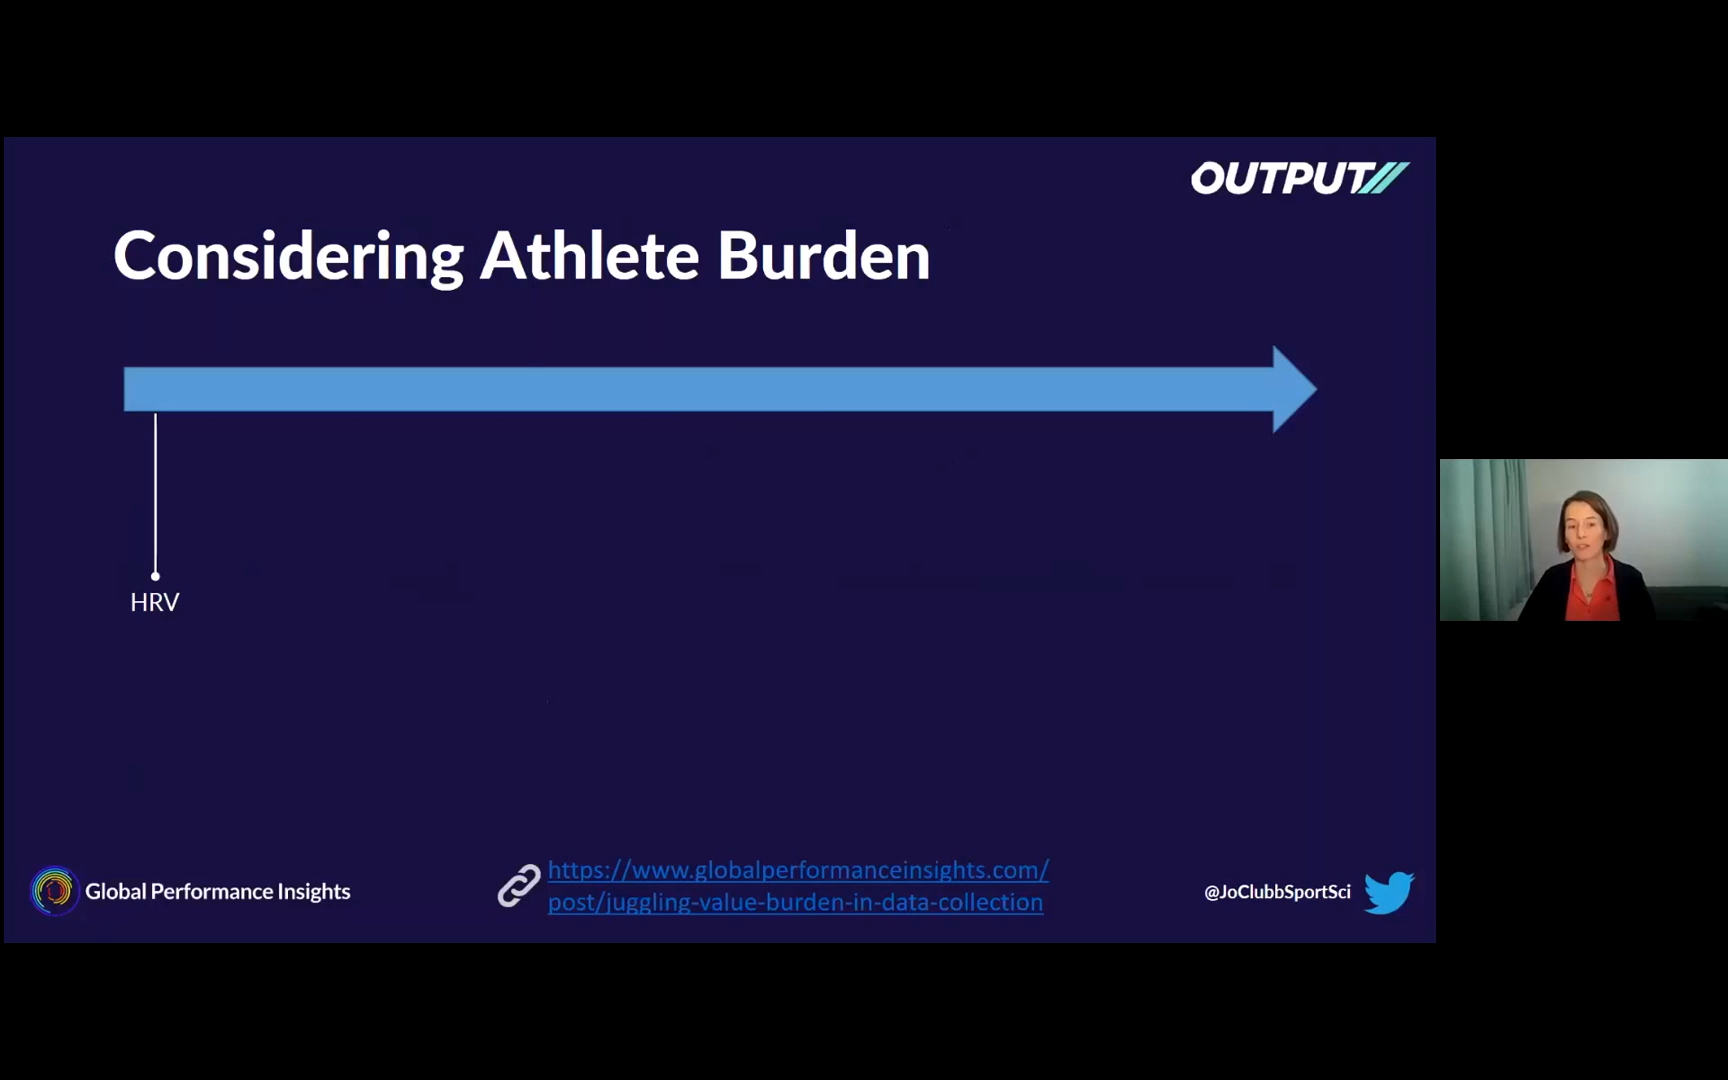 OUTPUT
Considering Athlete Burden
HRV
Global Performance Insights
https://www.globalperformanceinsights.com/
post/juggling-value-burden-in-data-collection
@JoClubbSportSci